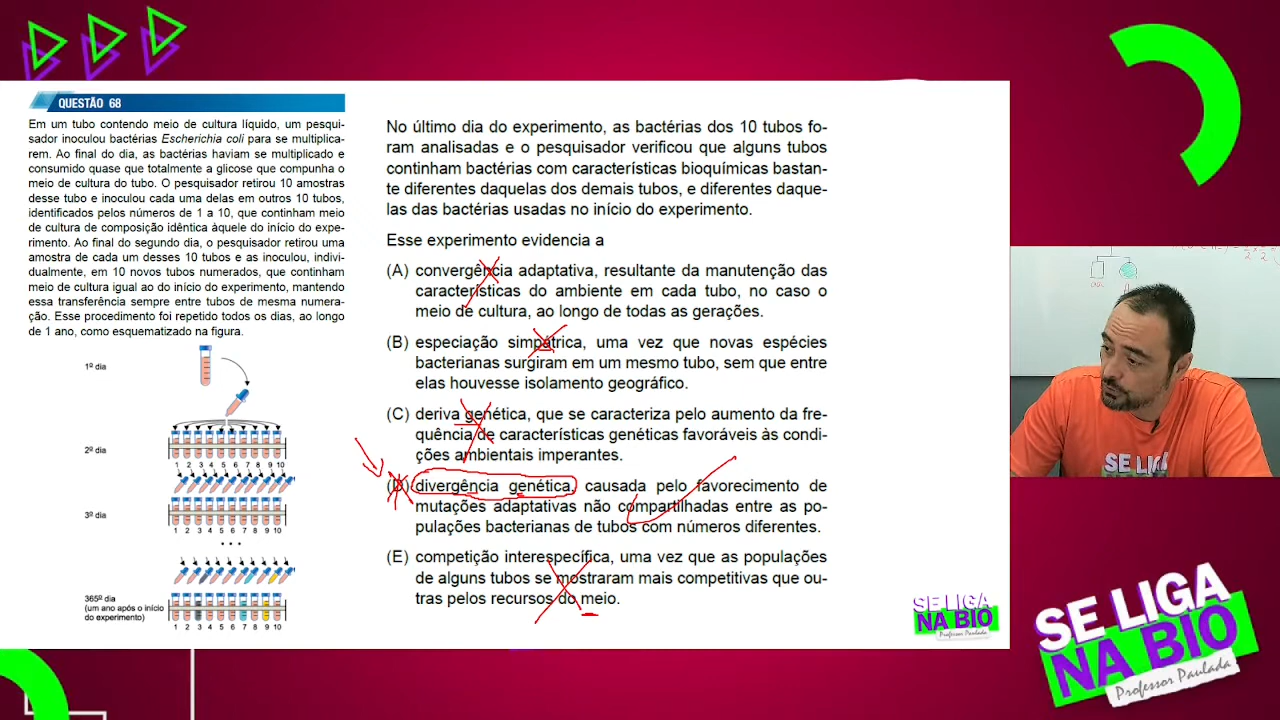 QUESTÃO 68
Em um tubo contendo meio de cultura líquido, um pesqui-
sador inoculou bactérias Escherichia coli para se multiplica-
rem. Ao final do dia, as bactérias haviam se multiplicado e
consumido quase que totalmente a glicose que compunha o
meio de cultura do tubo. O pesquisador retirou 10 amostras
desse tubo e inoculou cada uma delas em outros 10 tubos,
identificados pelos números de 1 a 10, que continham meio
de cultura de composição idêntica àquele do início do expe-
rimento. Ao final do segundo dia, o pesquisador retirou uma
amostra de cada um desses 10 tubos e as inoculou, indivi-
dualmente, em 10 novos tubos numerados, que continham
meio de cultura igual ao do início do experimento, mantendo
essa transferência sempre entre tubos de mesma numera-
ção. Esse procedimento foi repetido todos os dias, ao longo
de 1 ano, como esquematizado na figura.
1º dia
2º dia
1 2 3 4 5 6 7 8 9 10
3º dia
1 2 3 4 5 6 7 8 9 10
...
365º dia
(um ano após o início
do experimento)
1 2 3 4 5 6 7 8 9 10
No último dia do experimento, as bactérias dos 10 tubos fo-
ram analisadas e o pesquisador verificou que alguns tubos
continham bactérias com características bioquímicas bastan-
te diferentes daquelas dos demais tubos, e diferentes daque-
las das bactérias usadas no início do experimento.
Esse experimento evidencia a
(A) convergência adaptativa, resultante da manutenção das
características do ambiente em cada tubo, no caso o
meio de cultura, ao longo de todas as gerações.
(B) especiação simpátrica, uma vez que novas espécies
bacterianas surgiram em um mesmo tubo, sem que entre
elas houvesse isolamento geográfico.
(C) deriva genética, que se caracteriza pelo aumento da fre-
quência de características genéticas favoráveis às condi-
ções ambientais imperantes.
(D) divergência genética, causada pelo favorecimento de
mutações adaptativas não compartilhadas entre as po-
pulações bacterianas de tubos com números diferentes.
(E) competição interespecífica, uma vez que as populações
de alguns tubos se mostraram mais competitivas que ou-
tras pelos recursos do meio.
SE LIGA
NA BIO
Professor Paulada
SE LIGA
NA BIO
SE LIGA
NA BIO
Professor Paulada